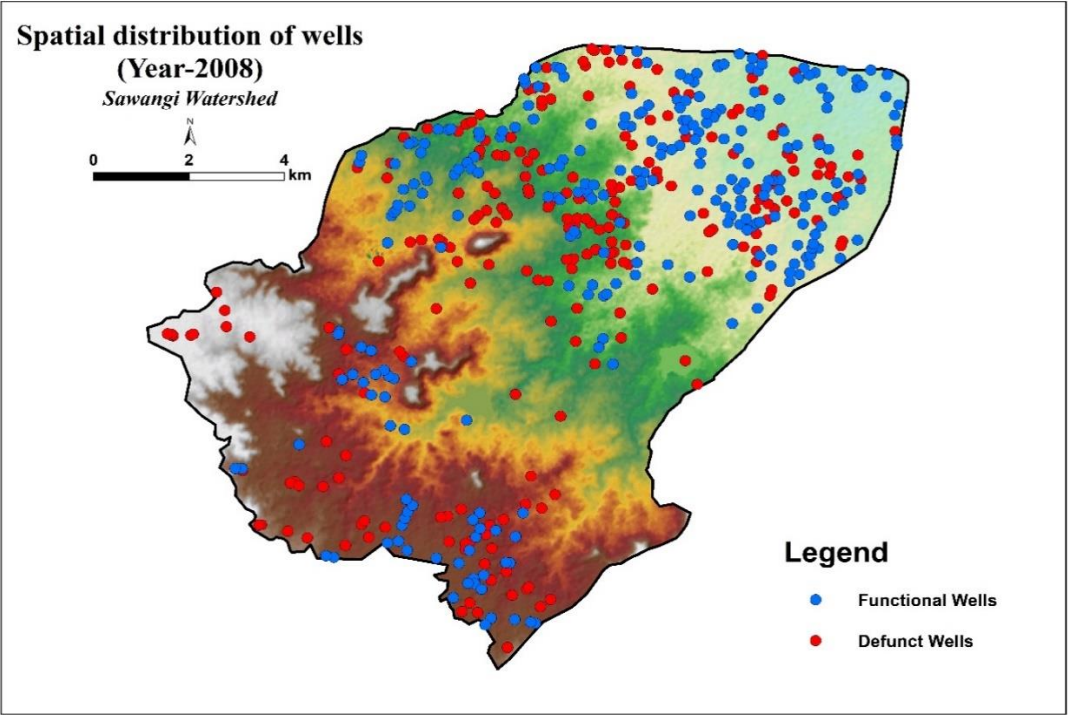 Spatial distribution of wells
(Year-2008)
Sawangi Watershed
N
0 2 4
km
Legend
Functional Wells
Defunct Wells